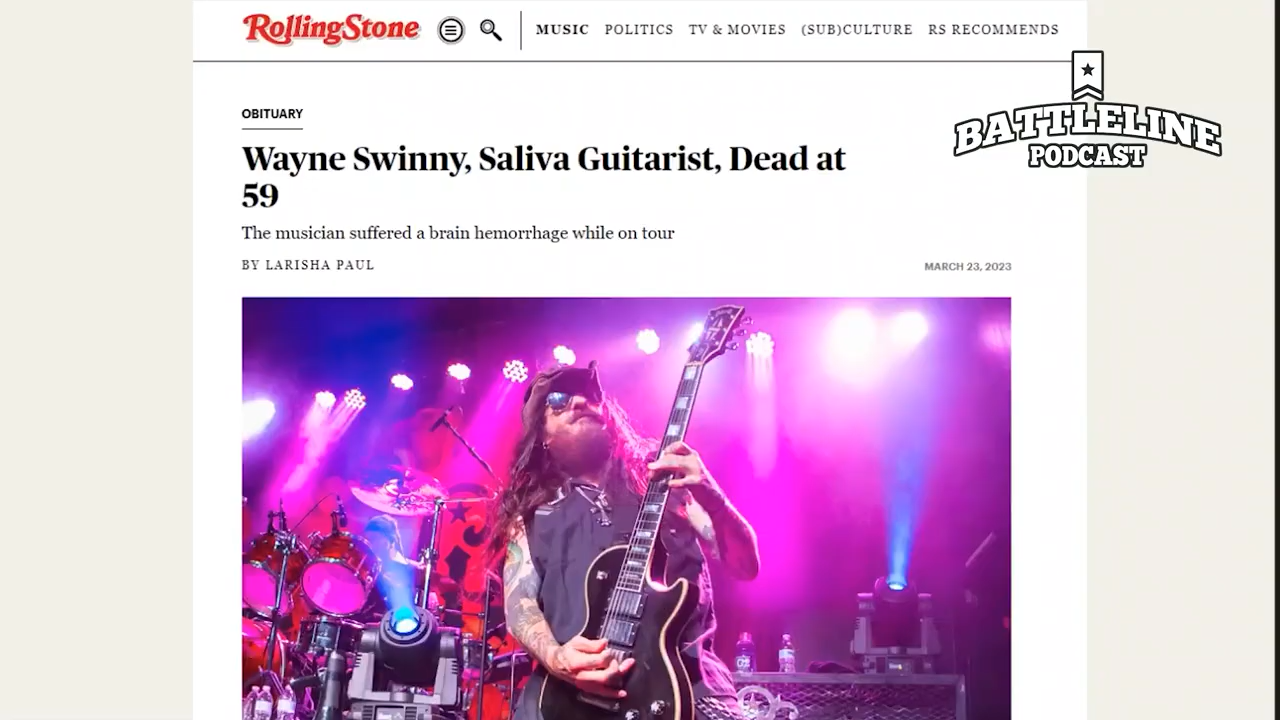 RollingStone
MUSIC POLITICS TV & MOVIES (SUB)CULTURE RS RECOMMENDS
BATTLELINE
PODCAST
OBITUARY
Wayne Swinny, Saliva Guitarist, Dead at
59
The musician suffered a brain hemorrhage while on tour
BY LARISHA PAUL
MARCH 23, 2023